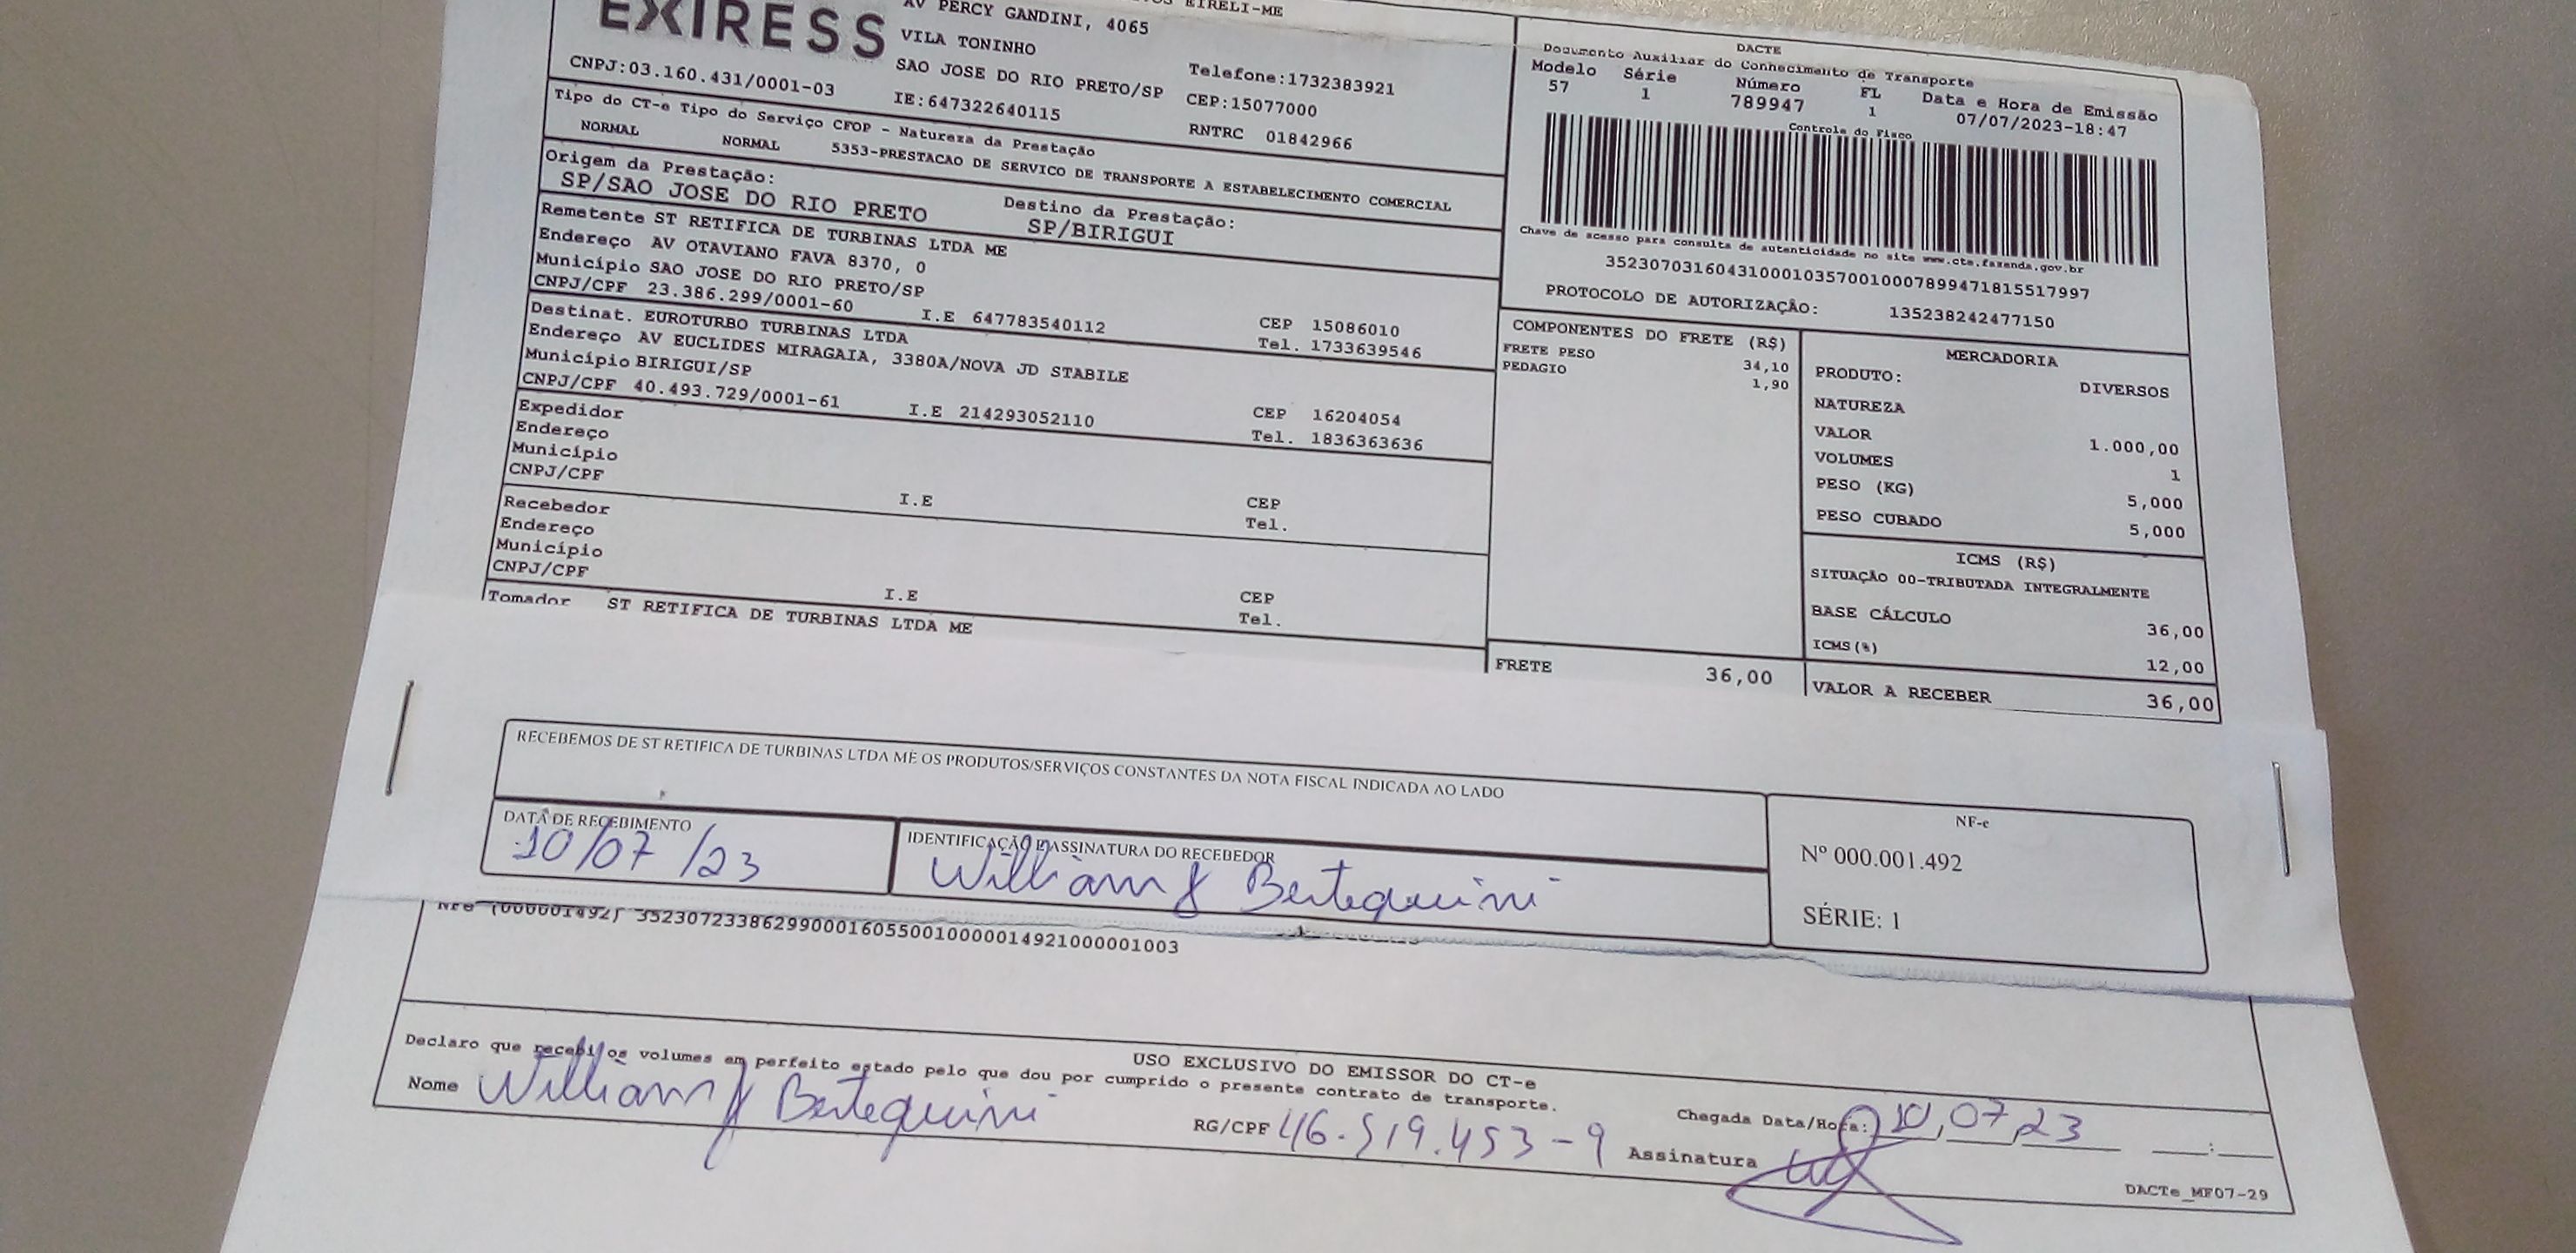 EIRELI-ME
EXIRESS
AV PERCY GANDINI, 4065
VILA TONINHO
SAO JOSE DO RIO PRETO/SP
Telefone:1732383921
CNPJ:03.160.431/0001-03
IE:647322640115
CEP:15077000
RNTRC 01842966
Tipo do CT-e Tipo do Serviço CFOP - Natureza da Prestação
NORMAL NORMAL 5353-PRESTACAO DE SERVICO DE TRANSPORTE A ESTABELECIMENTO COMERCIAL
Origem da Prestação: Destino da Prestação:
SP/SAO JOSE DO RIO PRETO SP/BIRIGUI
Remetente ST RETIFICA DE TURBINAS LTDA ME
Endereço AV OTAVIANO FAVA 8370, 0
Município SAO JOSE DO RIO PRETO/SP CEP 15086010
CNPJ/CPF 23.386.299/0001-60 I.E 647783540112 Tel. 1733639546
Destinat. EUROTURBO TURBINAS LTDA
Endereço AV EUCLIDES MIRAGAIA, 3380A/NOVA JD STABILE
Município BIRIGUI/SP CEP 16204054
CNPJ/CPF 40.493.729/0001-61 I.E 214293052110 Tel. 1836363636
Expedidor
Endereço
Município CEP
CNPJ/CPF I.E Tel.
Recebedor
Endereço
Município CEP
CNPJ/CPF I.E Tel.
Tomador ST RETIFICA DE TURBINAS LTDA ME
DACTE
Documento Auxiliar do Conhecimento de Transporte
Modelo Série Número FL Data e Hora de Emissão
57 1 789947 1 07/07/2023-18:47
Controle do Fisco
Chave de acesso para consulta de autenticidade no site www.cte.fazenda.gov.br
35230703160431000103570010007899471815517997
PROTOCOLO DE AUTORIZAÇÃO: 135238242477150
COMPONENTES DO FRETE (R$)
FRETE PESO 34,10
PEDAGIO 1,90
FRETE 36,00
MERCADORIA
PRODUTO: DIVERSOS
NATUREZA
VALOR 1.000,00
VOLUMES 1
PESO (KG) 5,000
PESO CUBADO 5,000
ICMS (R$)
SITUAÇÃO 00-TRIBUTADA INTEGRALMENTE
BASE CÁLCULO 36,00
ICMS(%) 12,00
VALOR A RECEBER 36,00
RECEBEMOS DE ST RETIFICA DE TURBINAS LTDA ME OS PRODUTOS/SERVIÇOS CONSTANTES DA NOTA FISCAL INDICADA AO LADO
DATA DE RECEBIMENTO
10/07/23
IDENTIFICAÇÃO E ASSINATURA DO RECEBEDOR
William J Bertequini
NF-e
Nº 000.001.492
SÉRIE: 1
NFe (000001492) 35230723386299000160550010000014921000001003
USO EXCLUSIVO DO EMISSOR DO CT-e
Declaro que recebi os volumes em perfeito estado pelo que dou por cumprido o presente contrato de transporte.
Nome William J Bertequini RG/CPF 46.519.453-9 Assinatura
Chegada Data/Hora: 10,07,23 :
DACTe_MF07-29